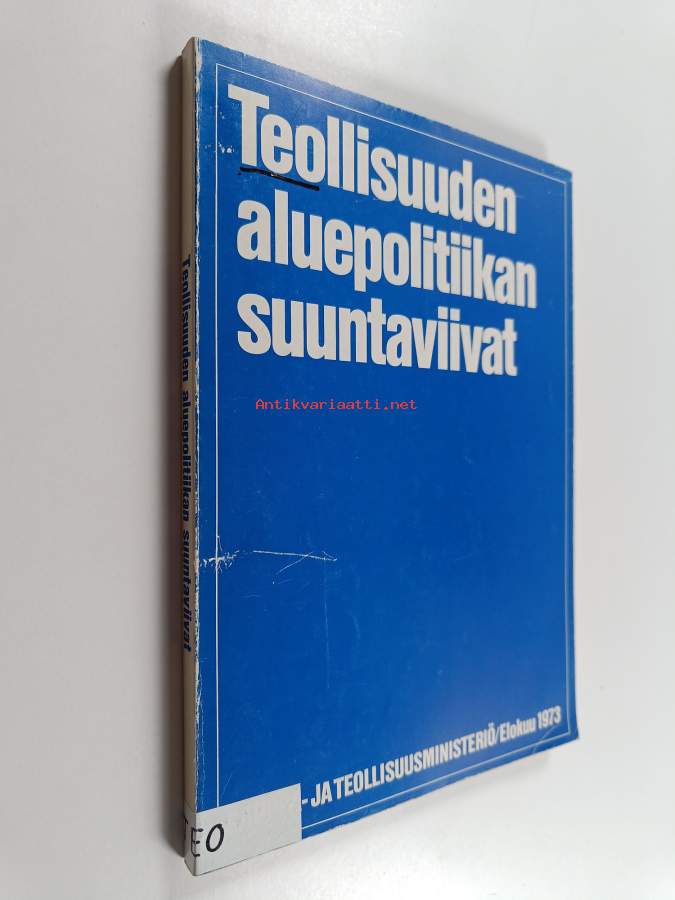 Teollisuuden
aluepolitiikan
suuntaviivat
Antikvariaatti.net
- JA TEOLLISUUSMINISTERIÖ/Elokuu 1973
Teollisuuden aluepolitiikan suuntaviivat
TEO